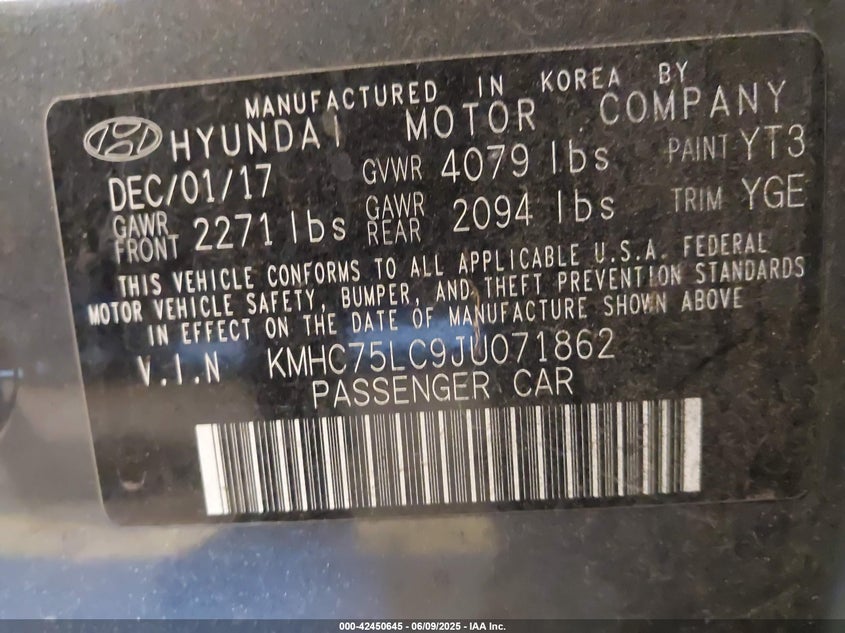 MANUFACTURED IN KOREA BY
HYUNDAI MOTOR COMPANY
DEC/01/17 GVWR 4079 lbs PAINT YT3
GAWR FRONT 2271 lbs GAWR REAR 2094 lbs TRIM YGE
THIS VEHICLE CONFORMS TO ALL APPLICABLE U.S.A. FEDERAL
MOTOR VEHICLE SAFETY, BUMPER, AND THEFT PREVENTION STANDARDS
IN EFFECT ON THE DATE OF MANUFACTURE SHOWN ABOVE
V.I.N KMHC75LC9JU071862
PASSENGER CAR
000-42450645 | 06/09/2025 - IAA Inc.